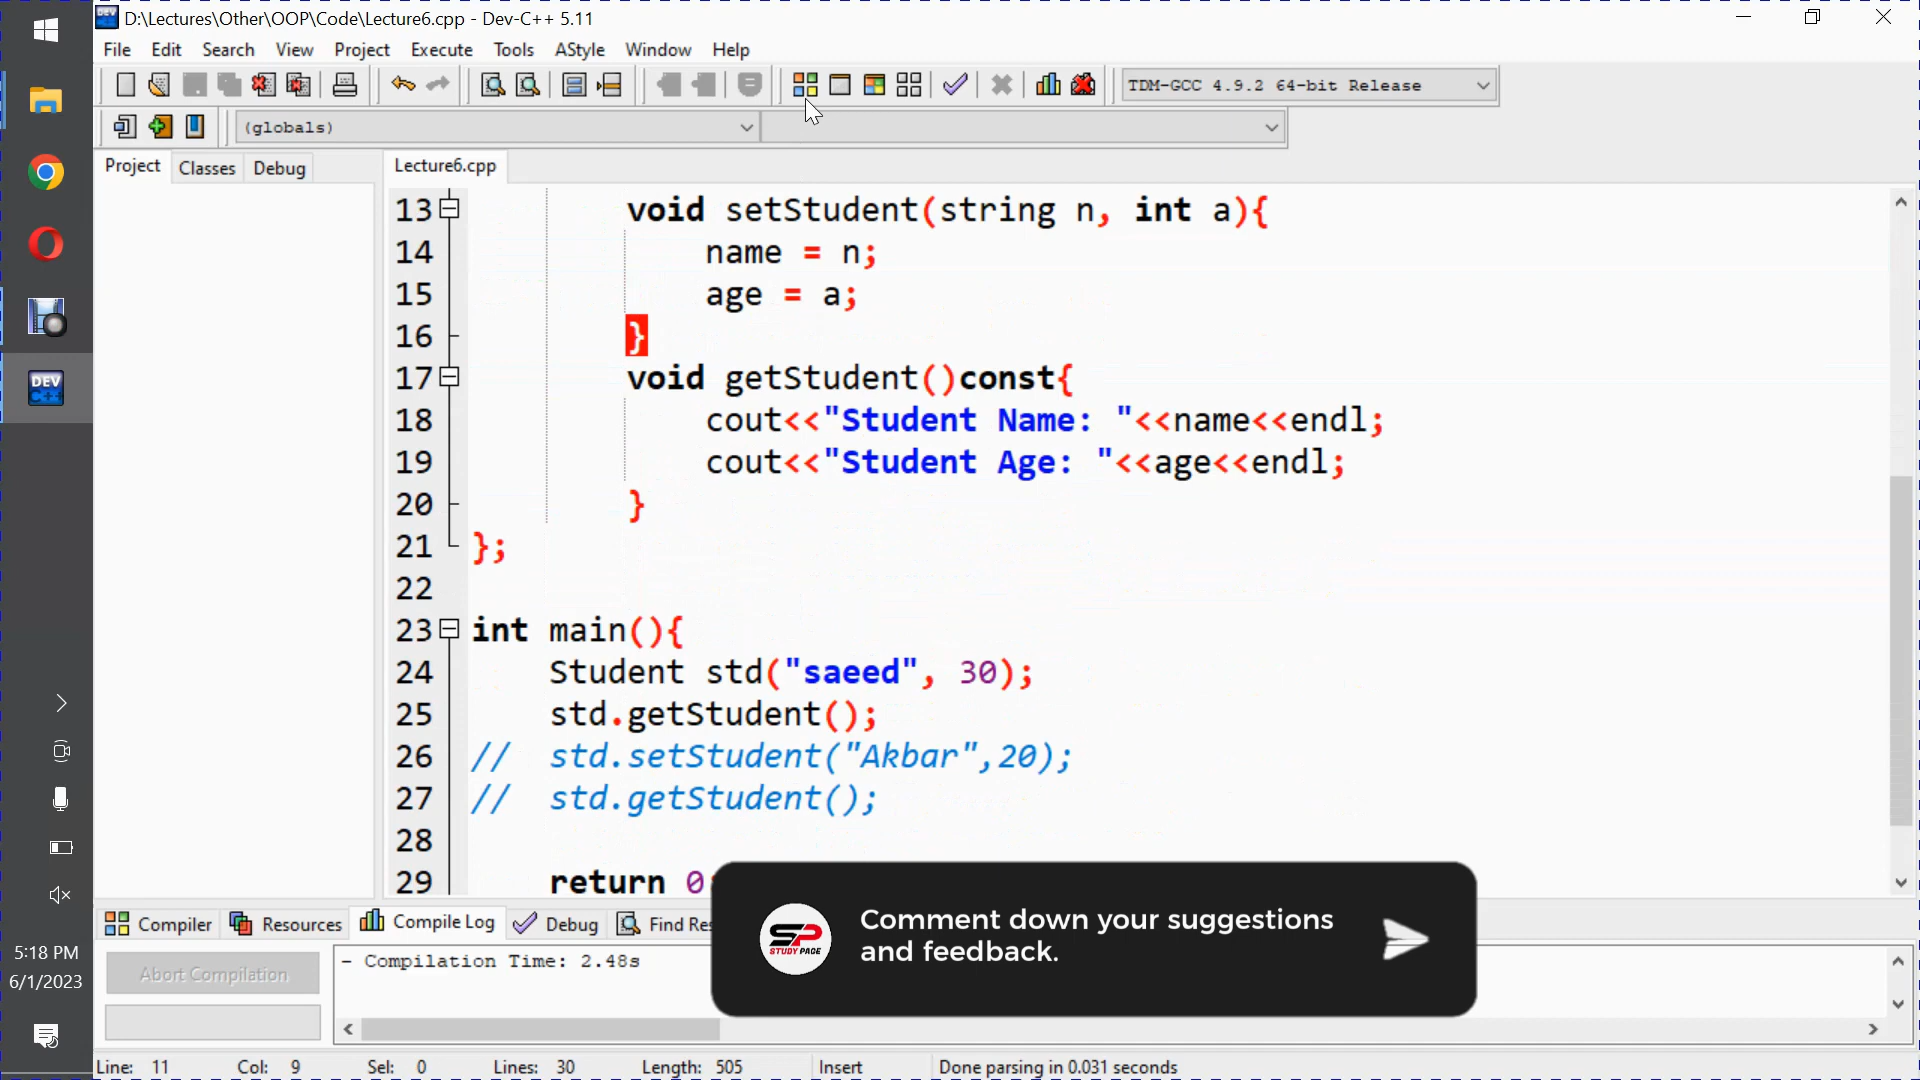 D:\Lectures\Other\OOP\Code\Lecture6.cpp - Dev-C++ 5.11
File Edit Search View Project Execute Tools AStyle Window Help
TDM-GCC 4.9.2 64-bit Release
(globals)
Project Classes Debug Lecture6.cpp
13 void setStudent(string n, int a){
14 name = n;
15 age = a;
16 }
17 void getStudent()const{
18 cout<<"Student Name: "<<name<<endl;
19 cout<<"Student Age: "<<age<<endl;
20 }
21 };
22
23 int main(){
24 Student std("saeed", 30);
25 std.getStudent();
26 // std.setStudent("Akbar",20);
27 // std.getStudent();
28
29 return 0
Compiler Resources Compile Log Debug Find Res
Abort Compilation
- Compilation Time: 2.48s
SP
STUDY PAGE
Comment down your suggestions
and feedback.
DEV
C++
5:18 PM
6/1/2023
Line: 11 Col: 9 Sel: 0 Lines: 30 Length: 505 Insert Done parsing in 0.031 seconds